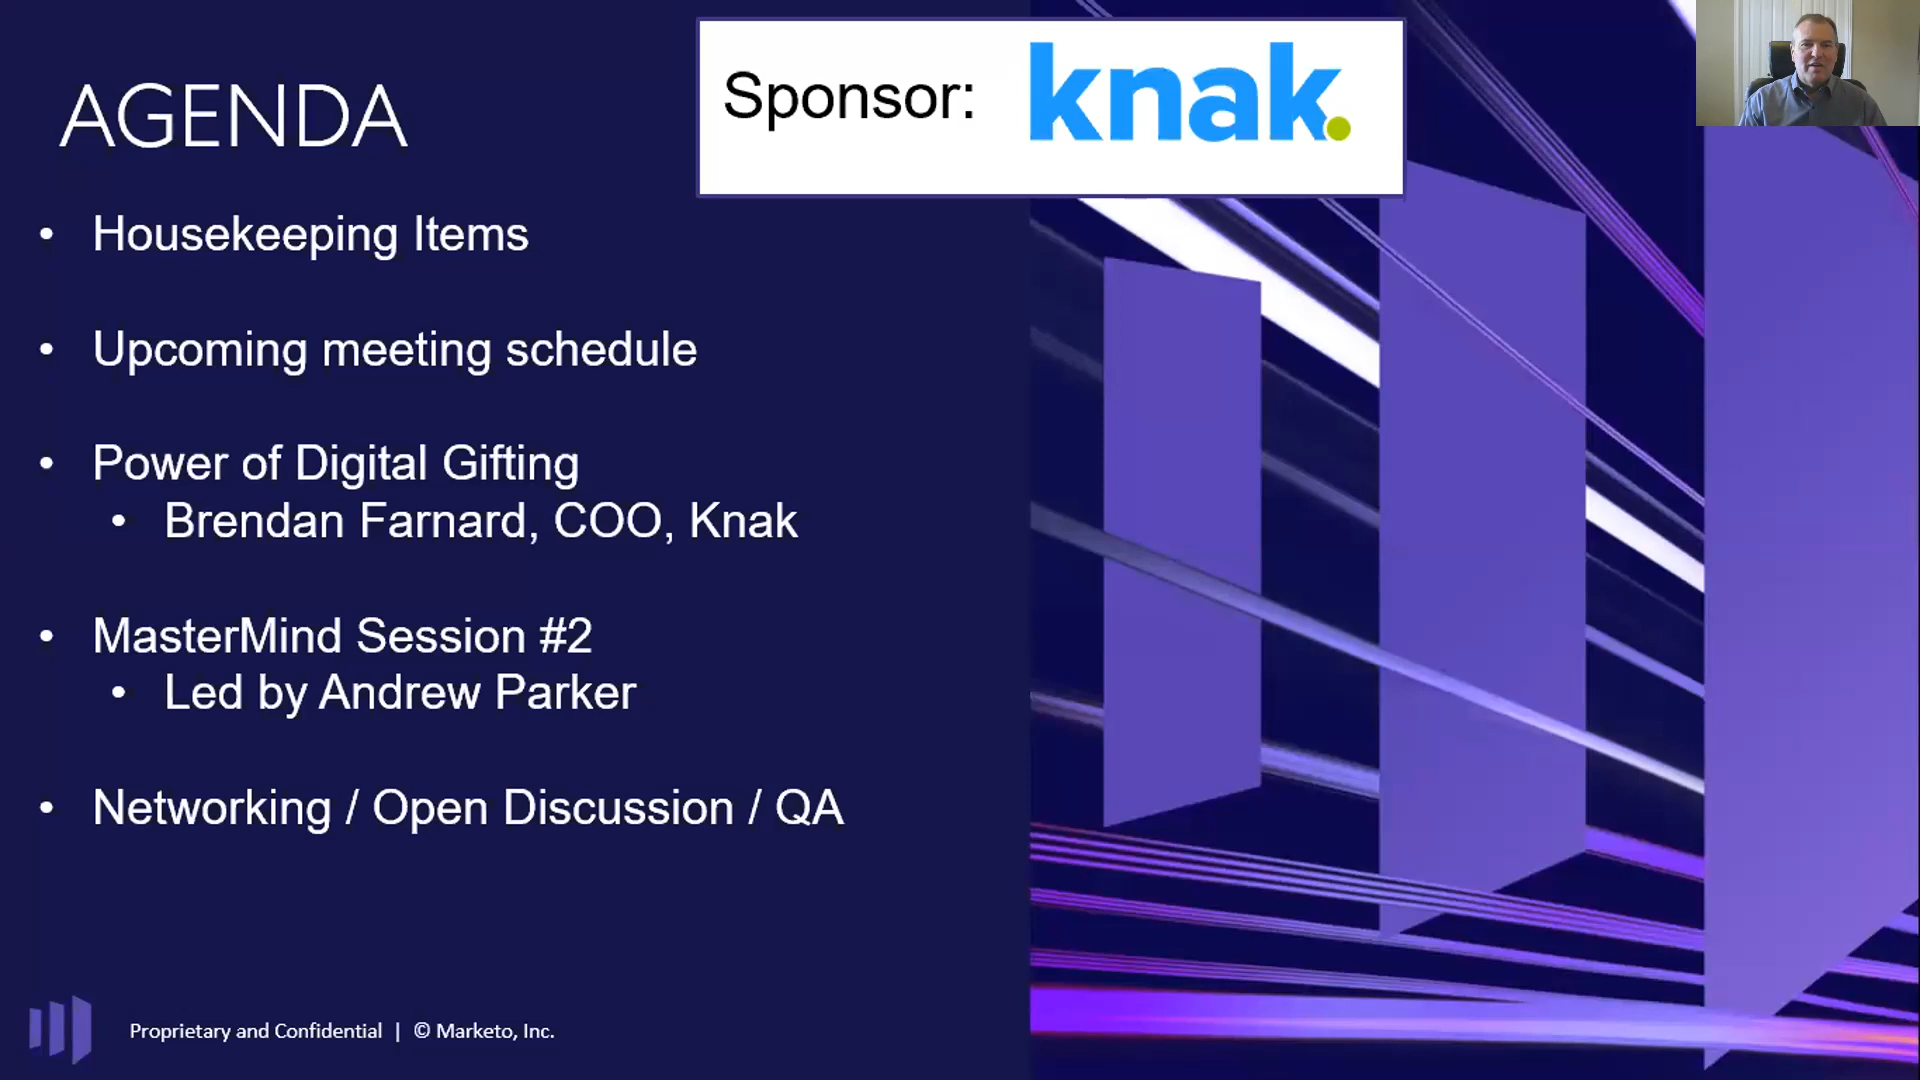 AGENDA
Sponsor: knak.
• Housekeeping Items
• Upcoming meeting schedule
• Power of Digital Gifting
• Brendan Farnard, COO, Knak
• MasterMind Session #2
• Led by Andrew Parker
• Networking / Open Discussion / QA
Proprietary and Confidential | © Marketo, Inc.